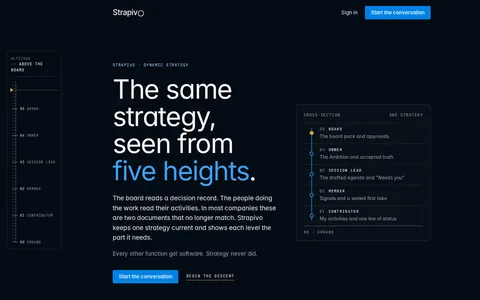 Strapivo
Sign in
Start the conversation
ALTITUDE
ABOVE THE
BOARD
05 BOARD
04 OWNER
03 SESSION LEAD
02 MEMBER
01 CONTRIBUTOR
00 GROUND
STRAPIVO · DYNAMIC STRATEGY
The same
strategy,
seen from
five heights.
The board reads a decision record. The people doing
the work read their activities. In most companies these
are two documents that no longer match. Strapivo
keeps one strategy current and shows each level the
part it needs.
Every other function got software. Strategy never did.
Start the conversation
BEGIN THE DESCENT
CROSS-SECTION
ONE STRATEGY
05 BOARD
The board pack and approvals
04 OWNER
The Ambition and accepted truth
03 SESSION LEAD
The drafted agenda and "Needs you"
02 MEMBER
Signals and a seeded first take
01 CONTRIBUTOR
My activities and one line of status
00 · GROUND